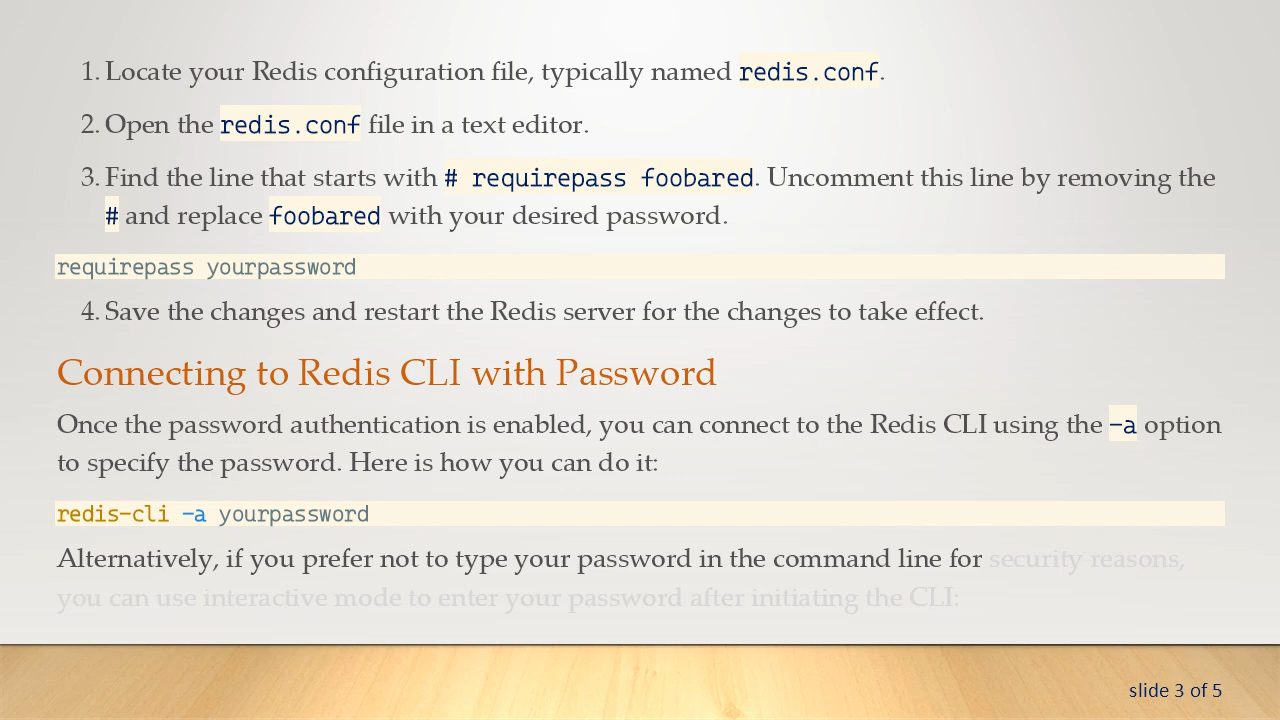 1. Locate your Redis configuration file, typically named redis.conf.
2. Open the redis.conf file in a text editor.
3. Find the line that starts with # requirepass foobared. Uncomment this line by removing the
# and replace foobared with your desired password.
requirepass yourpassword
4. Save the changes and restart the Redis server for the changes to take effect.
Connecting to Redis CLI with Password
Once the password authentication is enabled, you can connect to the Redis CLI using the -a option
to specify the password. Here is how you can do it:
redis-cli -a yourpassword
Alternatively, if you prefer not to type your password in the command line for security reasons,
you can use interactive mode to enter your password after initiating the CLI:
slide 3 of 5